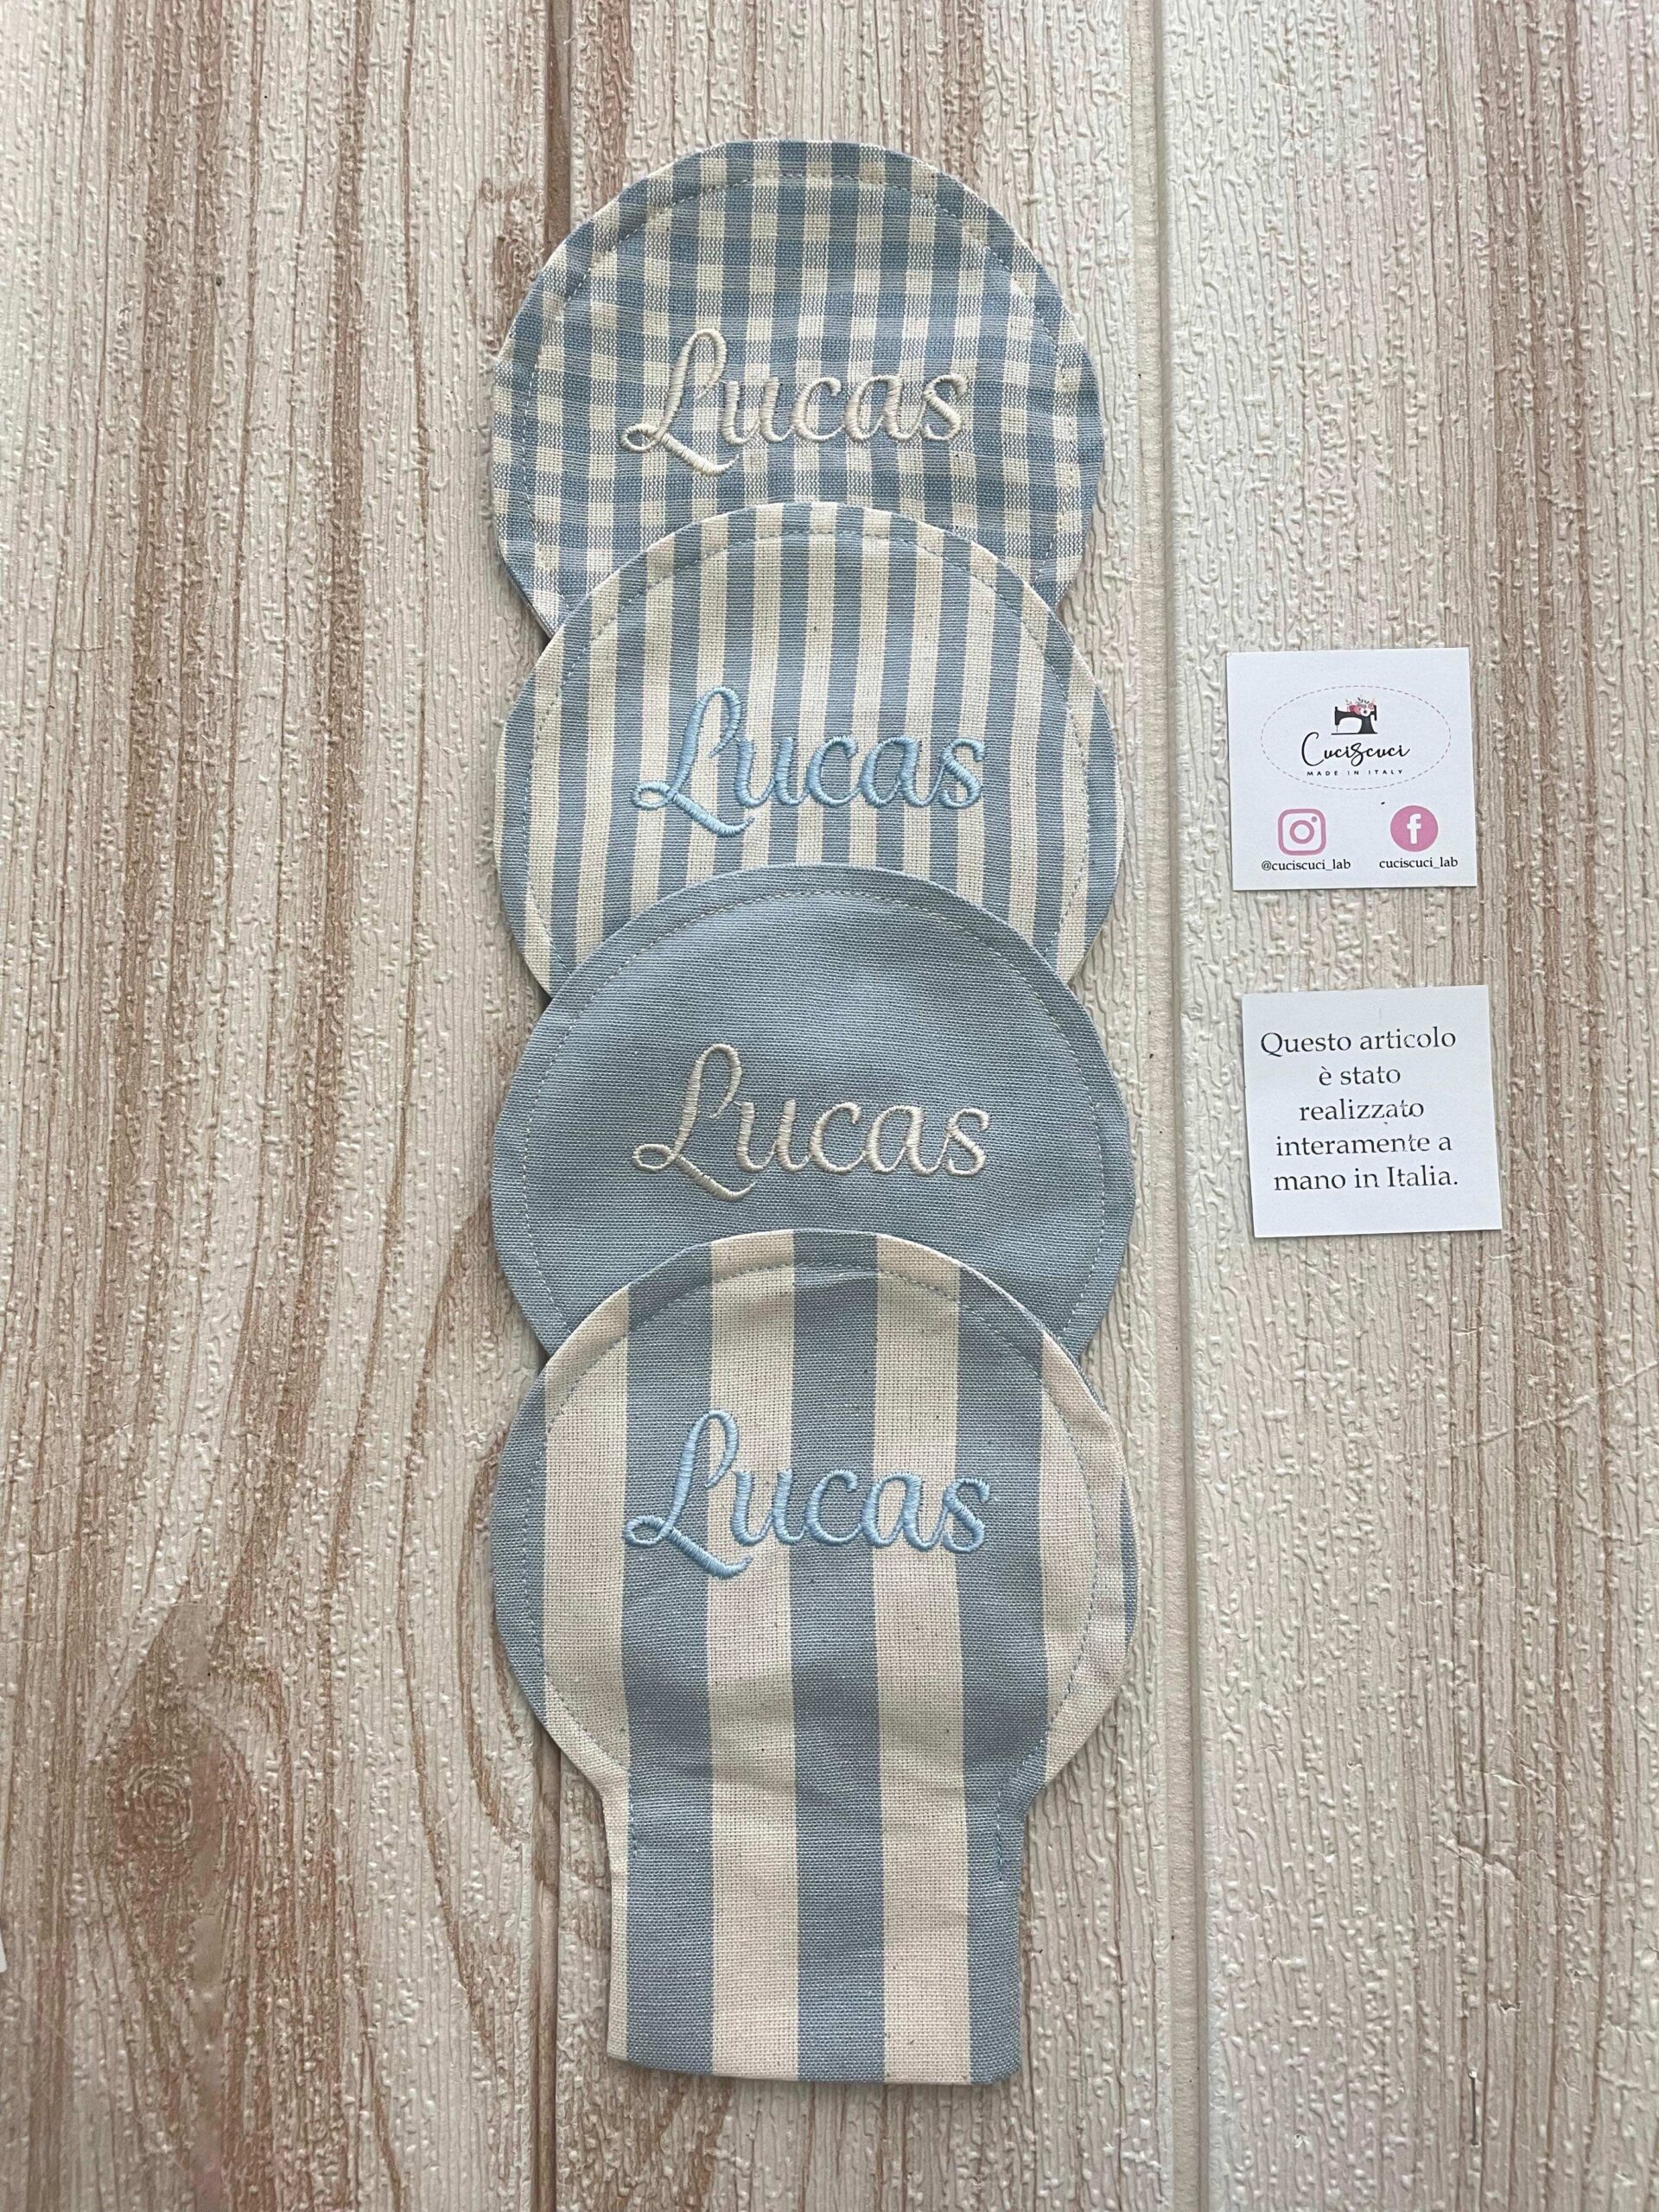 Lucas
Lucas
Lucas
Lucas
CuciScuci
MADE IN ITALY
@cuciscuci_lab
cuciscuci_lab
Questo articolo
è stato
realizzato
interamente a
mano in Italia.